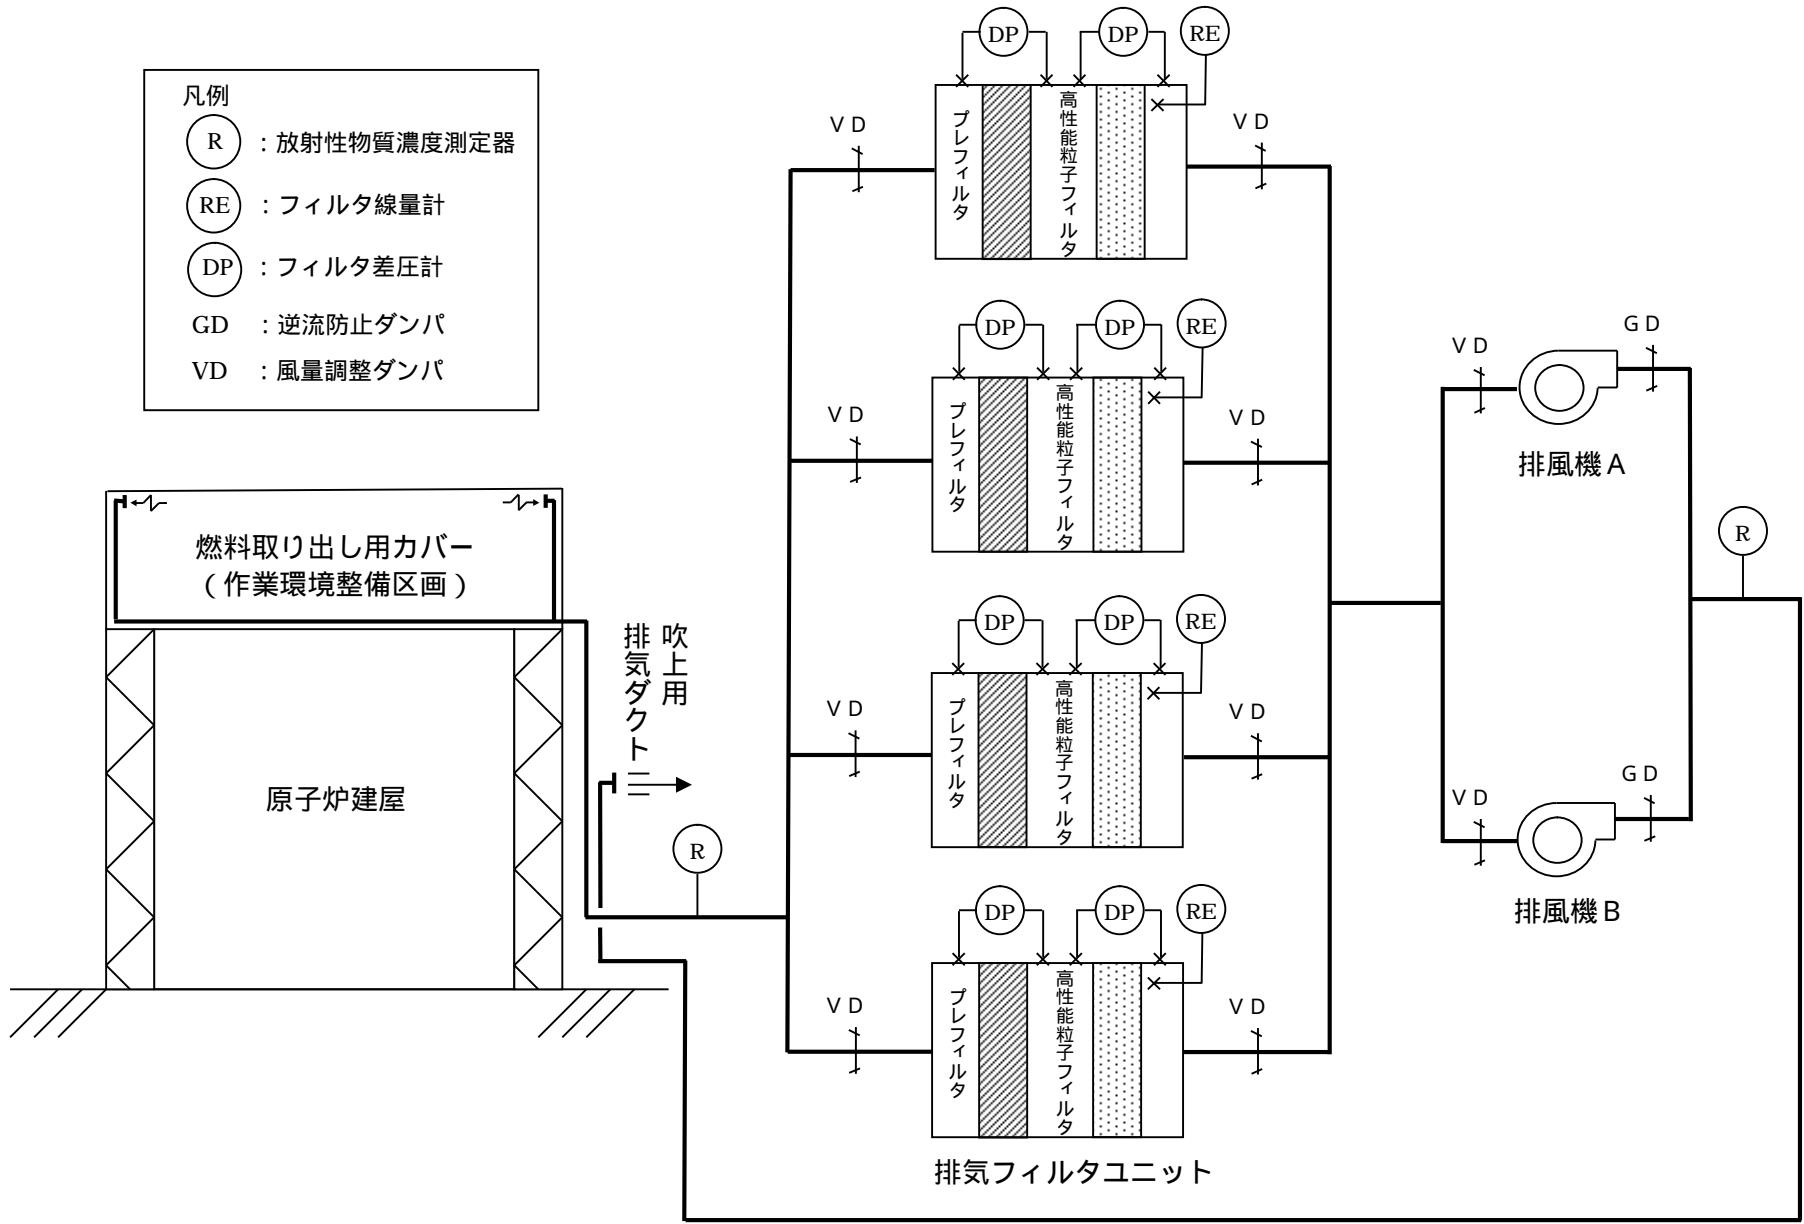 凡例
R ：放射性物質濃度測定器
RE ：フィルタ線量計
DP ：フィルタ差圧計
GD ：逆流防止ダンパ
VD ：風量調整ダンパ
燃料取り出し用カバー
（作業環境整備区画）
原子炉建屋
吹上用
排気ダクト
R
DP
DP
RE
VD
プレフィルタ
高性能粒子フィルタ
VD
DP
DP
RE
VD
プレフィルタ
高性能粒子フィルタ
VD
DP
DP
RE
VD
プレフィルタ
高性能粒子フィルタ
VD
DP
DP
RE
VD
プレフィルタ
高性能粒子フィルタ
VD
排気フィルタユニット
VD
GD
排風機A
R
VD
GD
排風機B